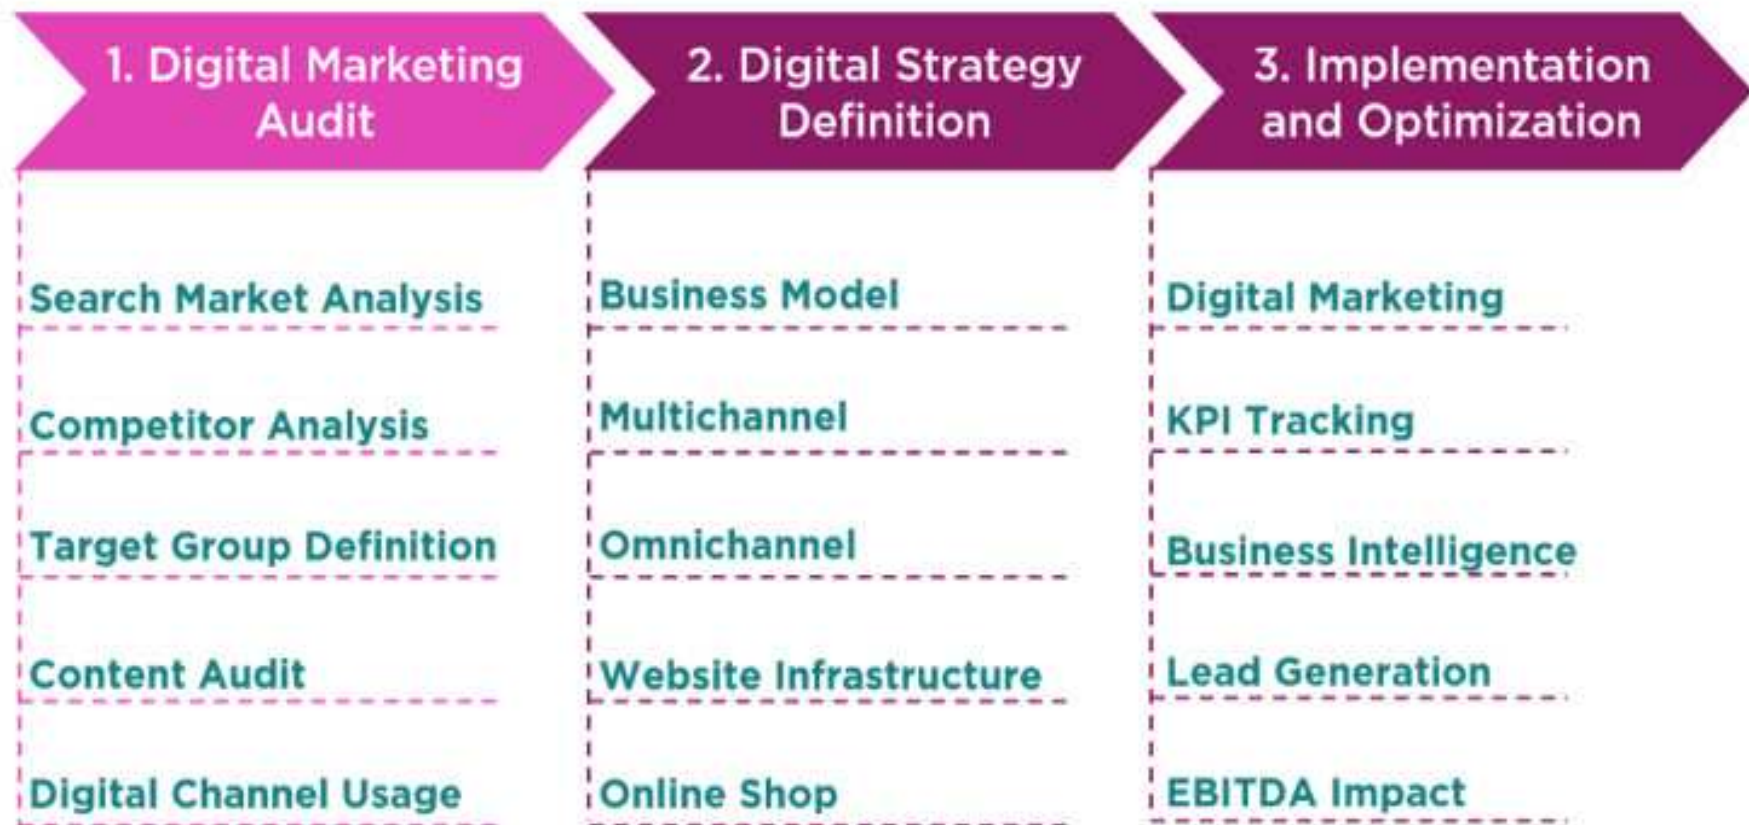 1. Digital Marketing
Audit
Search Market Analysis
Competitor Analysis
Target Group Definition
Content Audit
Digital Channel Usage
2. Digital Strategy
Definition
Business Model
Multichannel
Omnichannel
Website Infrastructure
Online Shop
3. Implementation
and Optimization
Digital Marketing
KPI Tracking
Business Intelligence
Lead Generation
EBITDA Impact